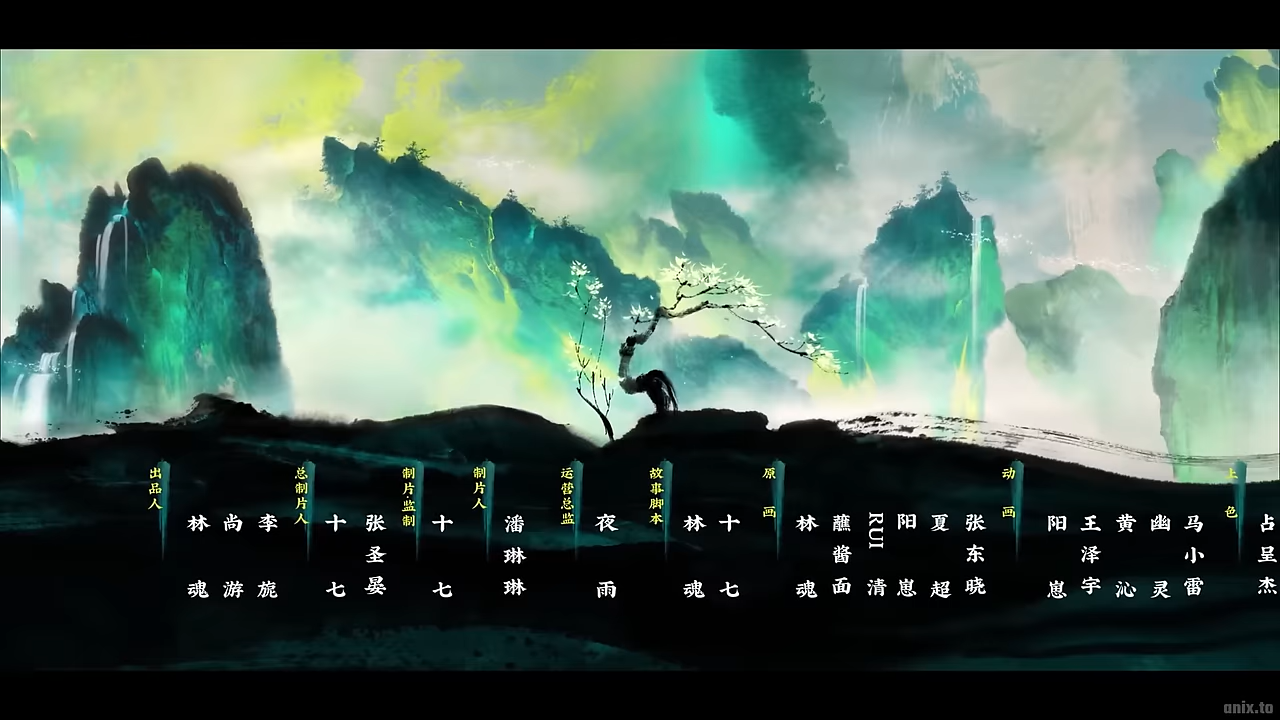 出品人
林魂
尚游
李旎
总制片人
十七
张圣晏
制片·监制
十七
制片人
潘琳琳
运营总监
夜雨
故事脚本
林魂
十七
原画
林魂
蘸酱面
RUI清
阳崽
夏超
张东晓
动画
阳崽
王泽宇
黄沁
幽灵
马小雷
上色
占呈杰
anix.to